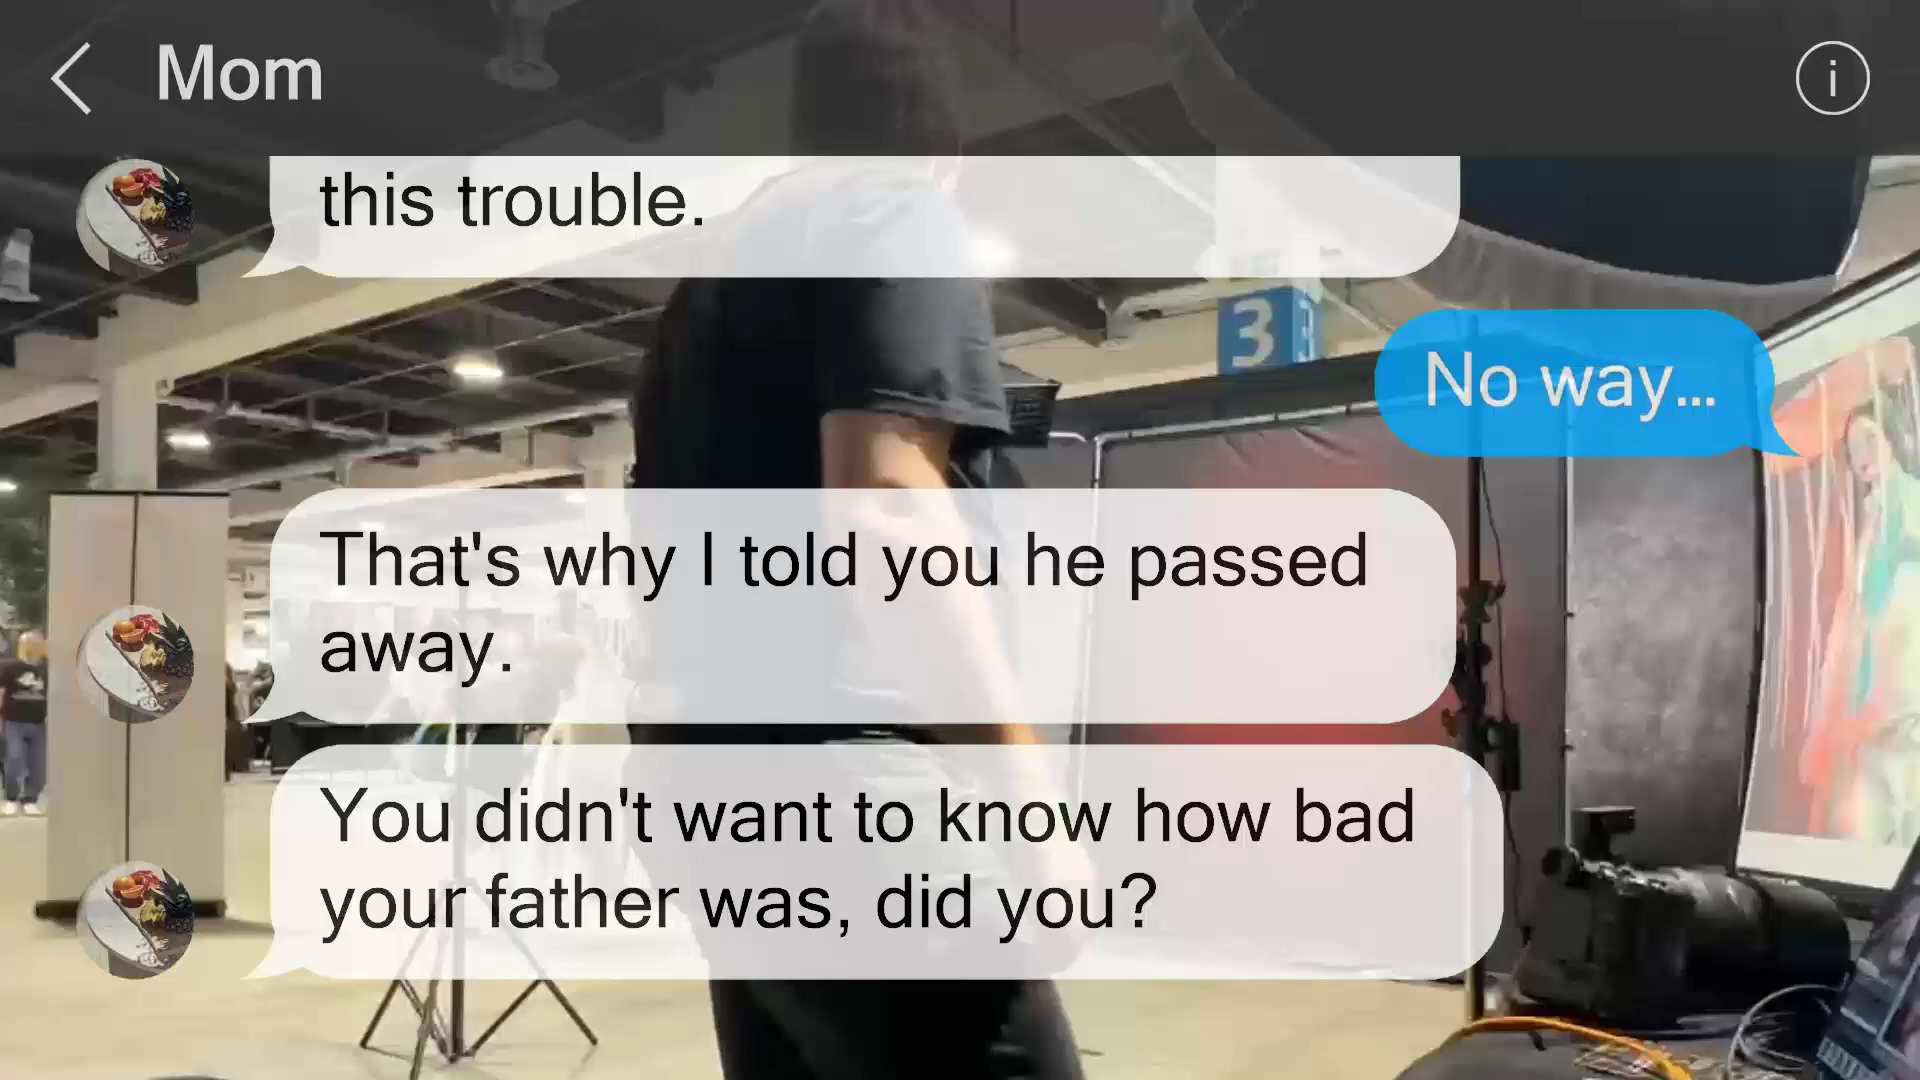 Mom
i
this trouble.
3
No way...
That's why I told you he passed
away.
You didn't want to know how bad
your father was, did you?